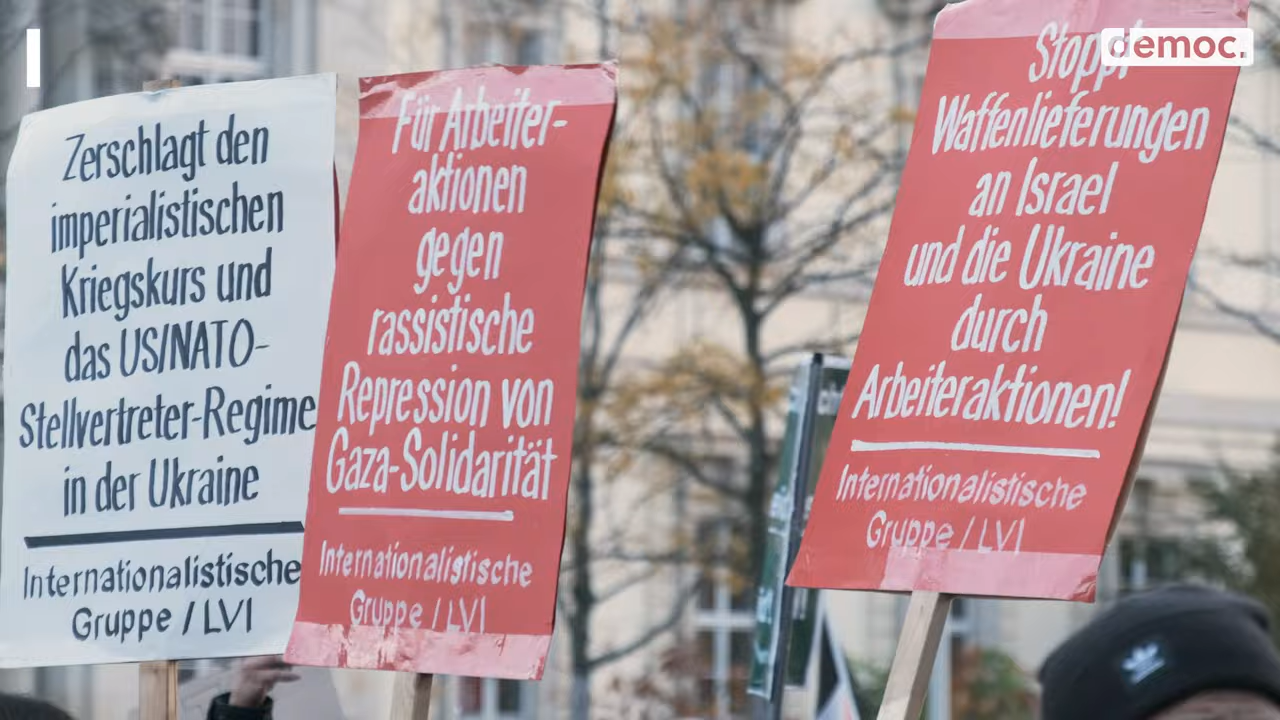 Zerschlagt den
imperialistischen
Kriegskurs und
das US/NATO-
Stellvertreter-Regime
in der Ukraine
Internationalistische
Gruppe / LVI
Für Arbeiter-
aktionen
gegen
rassistische
Repression von
Gaza-Solidarität
Internationalistische
Gruppe / LVI
Stoppt
Waffenlieferungen
an Israel
und die Ukraine
durch
Arbeiteraktionen!
Internationalistische
Gruppe / LVI
democ.